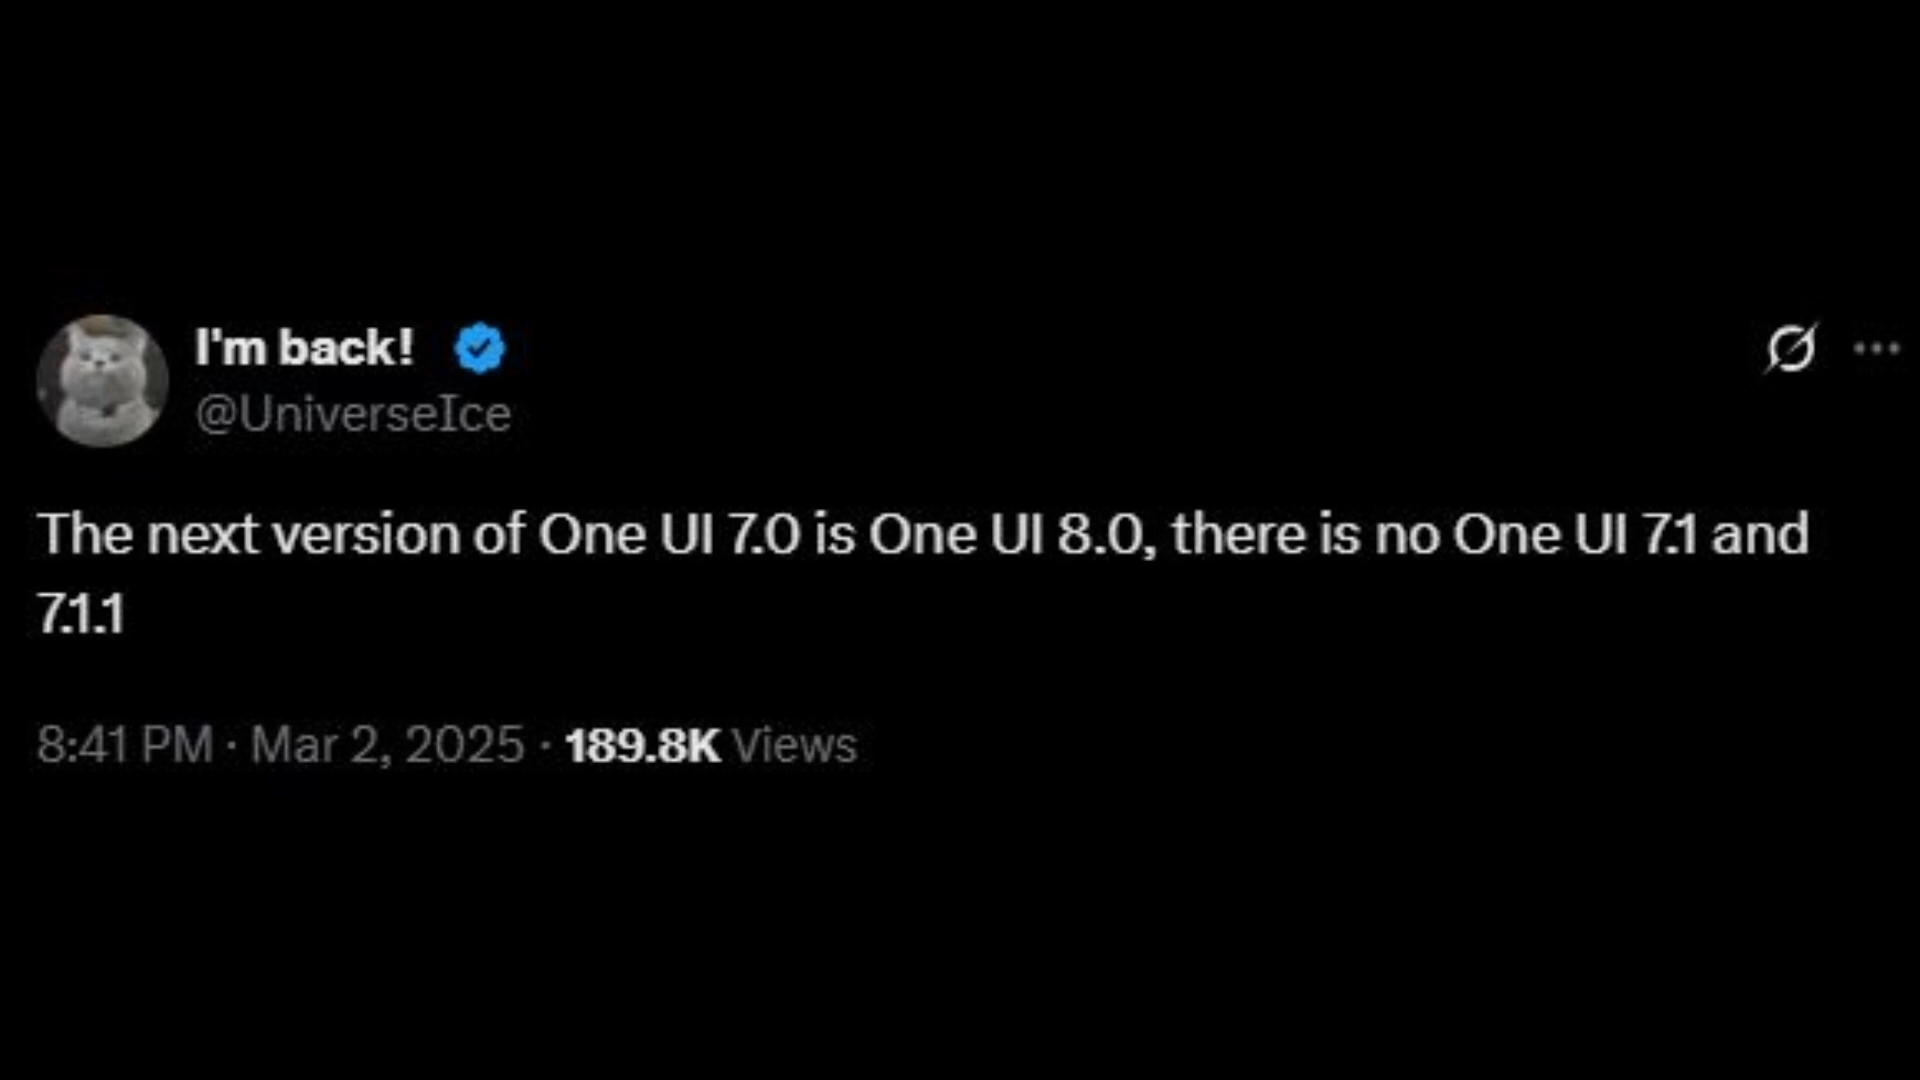 I'm back!
@UniverseIce
The next version of One UI 7.0 is One UI 8.0, there is no One UI 7.1 and
7.1.1
8:41 PM · Mar 2, 2025 · 189.8K Views